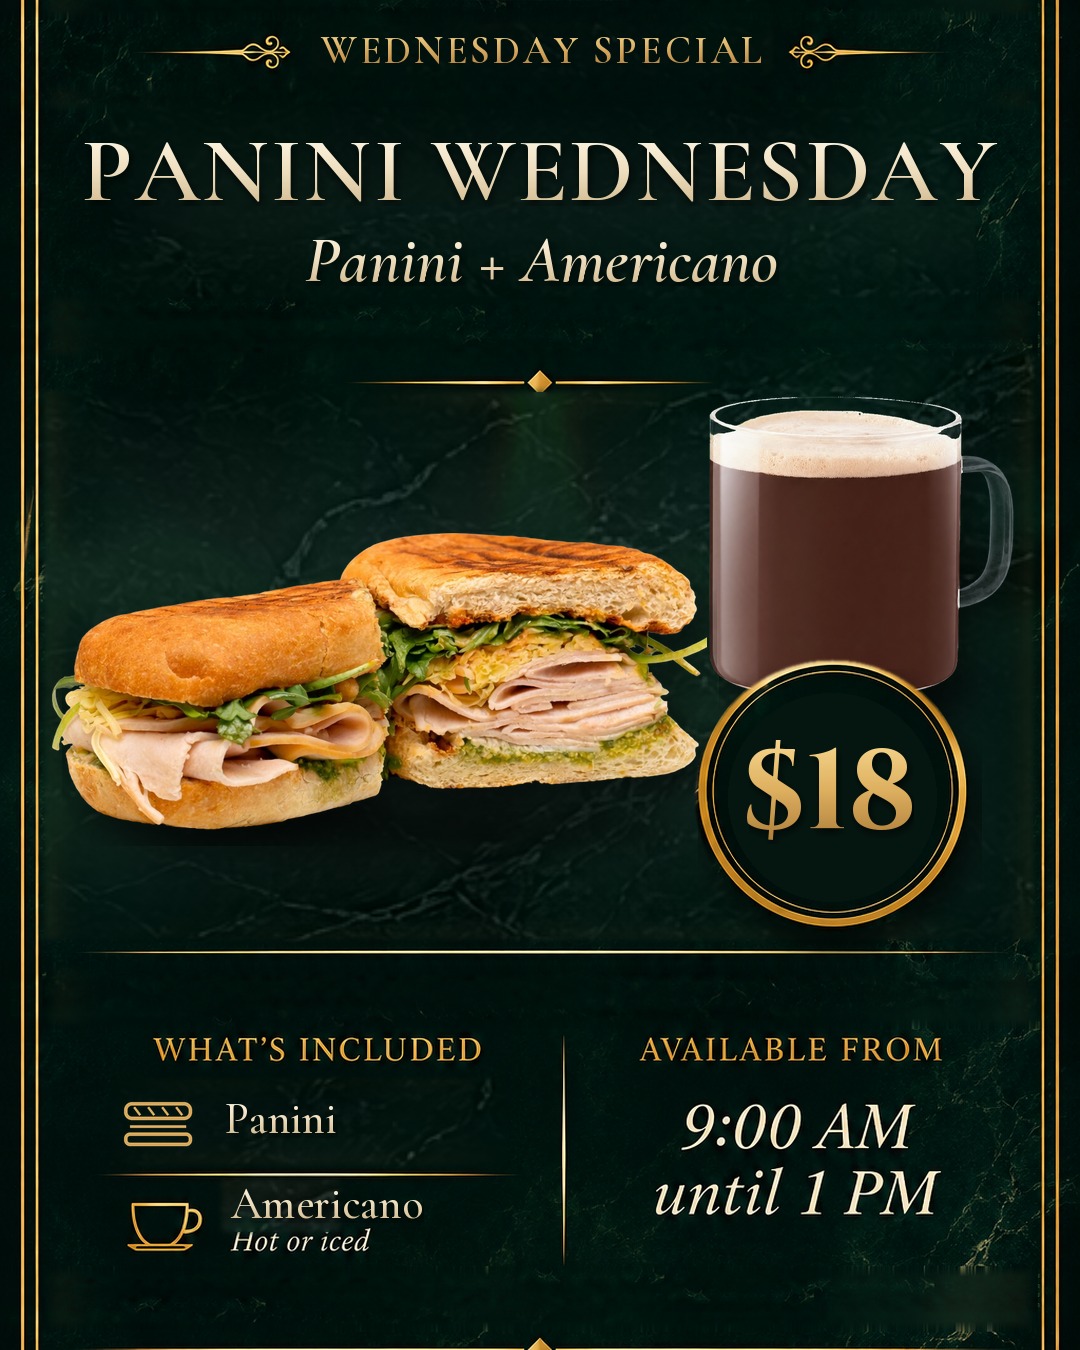 WEDNESDAY SPECIAL
PANINI WEDNESDAY
Panini + Americano
$18
WHAT'S INCLUDED
Panini
Americano
Hot or iced
AVAILABLE FROM
9:00 AM
until 1 PM